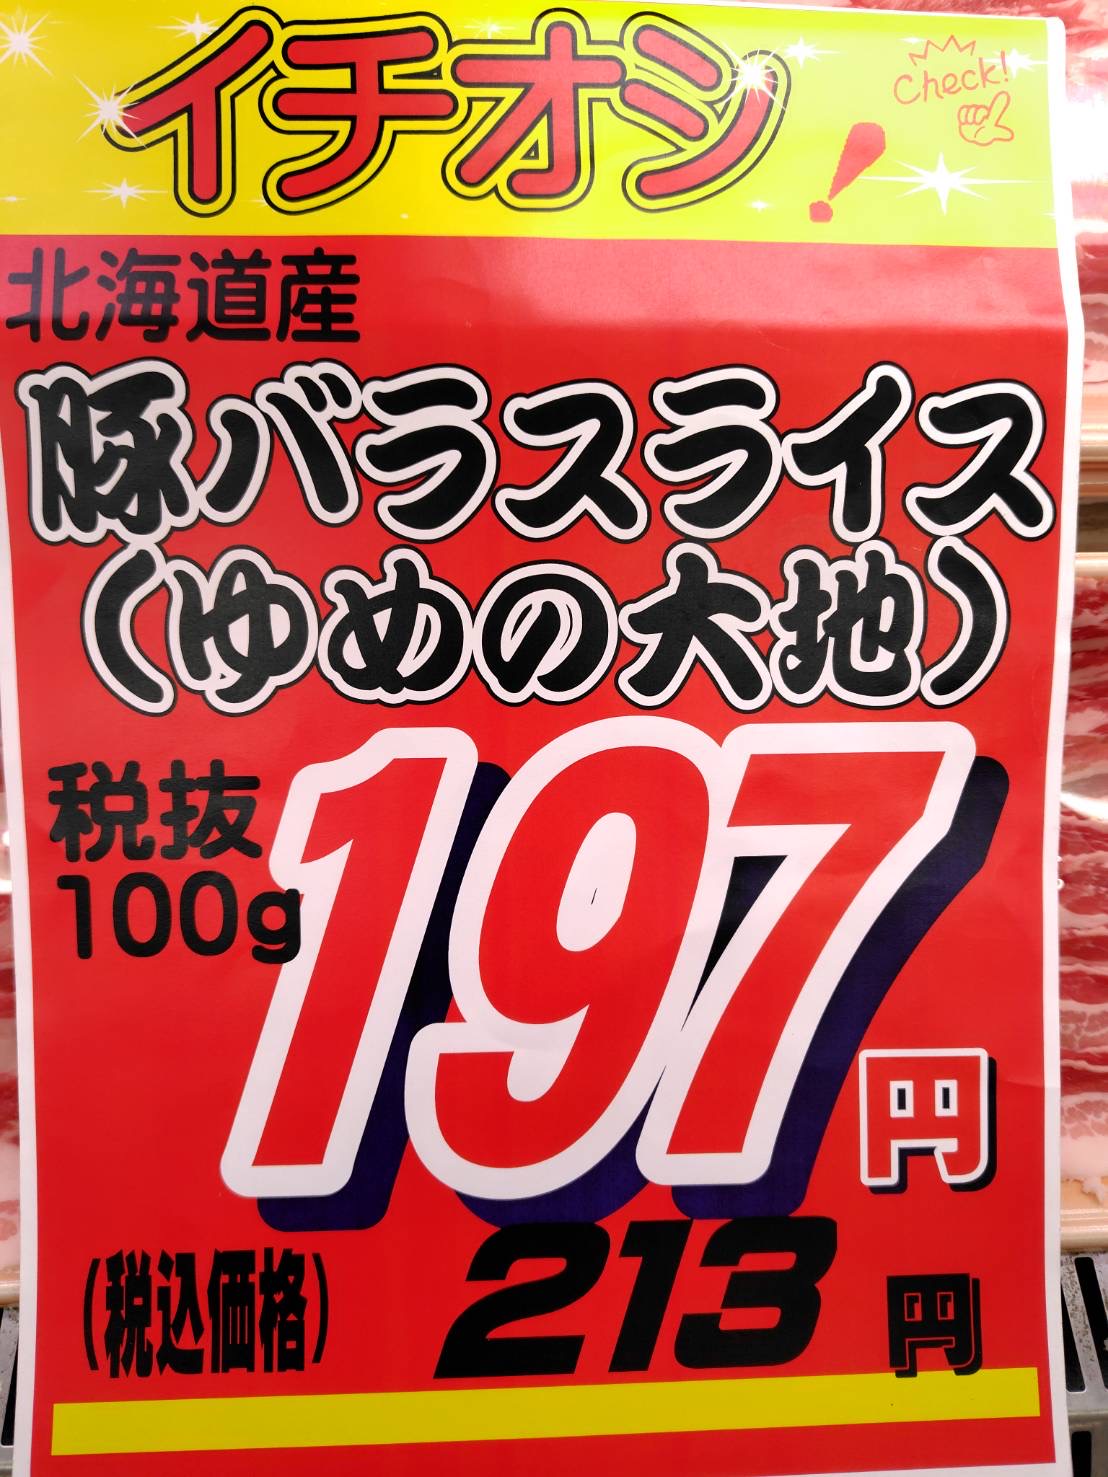 イチオシ!
Check!
北海道産
豚バラスライス
(ゆめの大地)
税抜
100g
197円
(税込価格) 213円